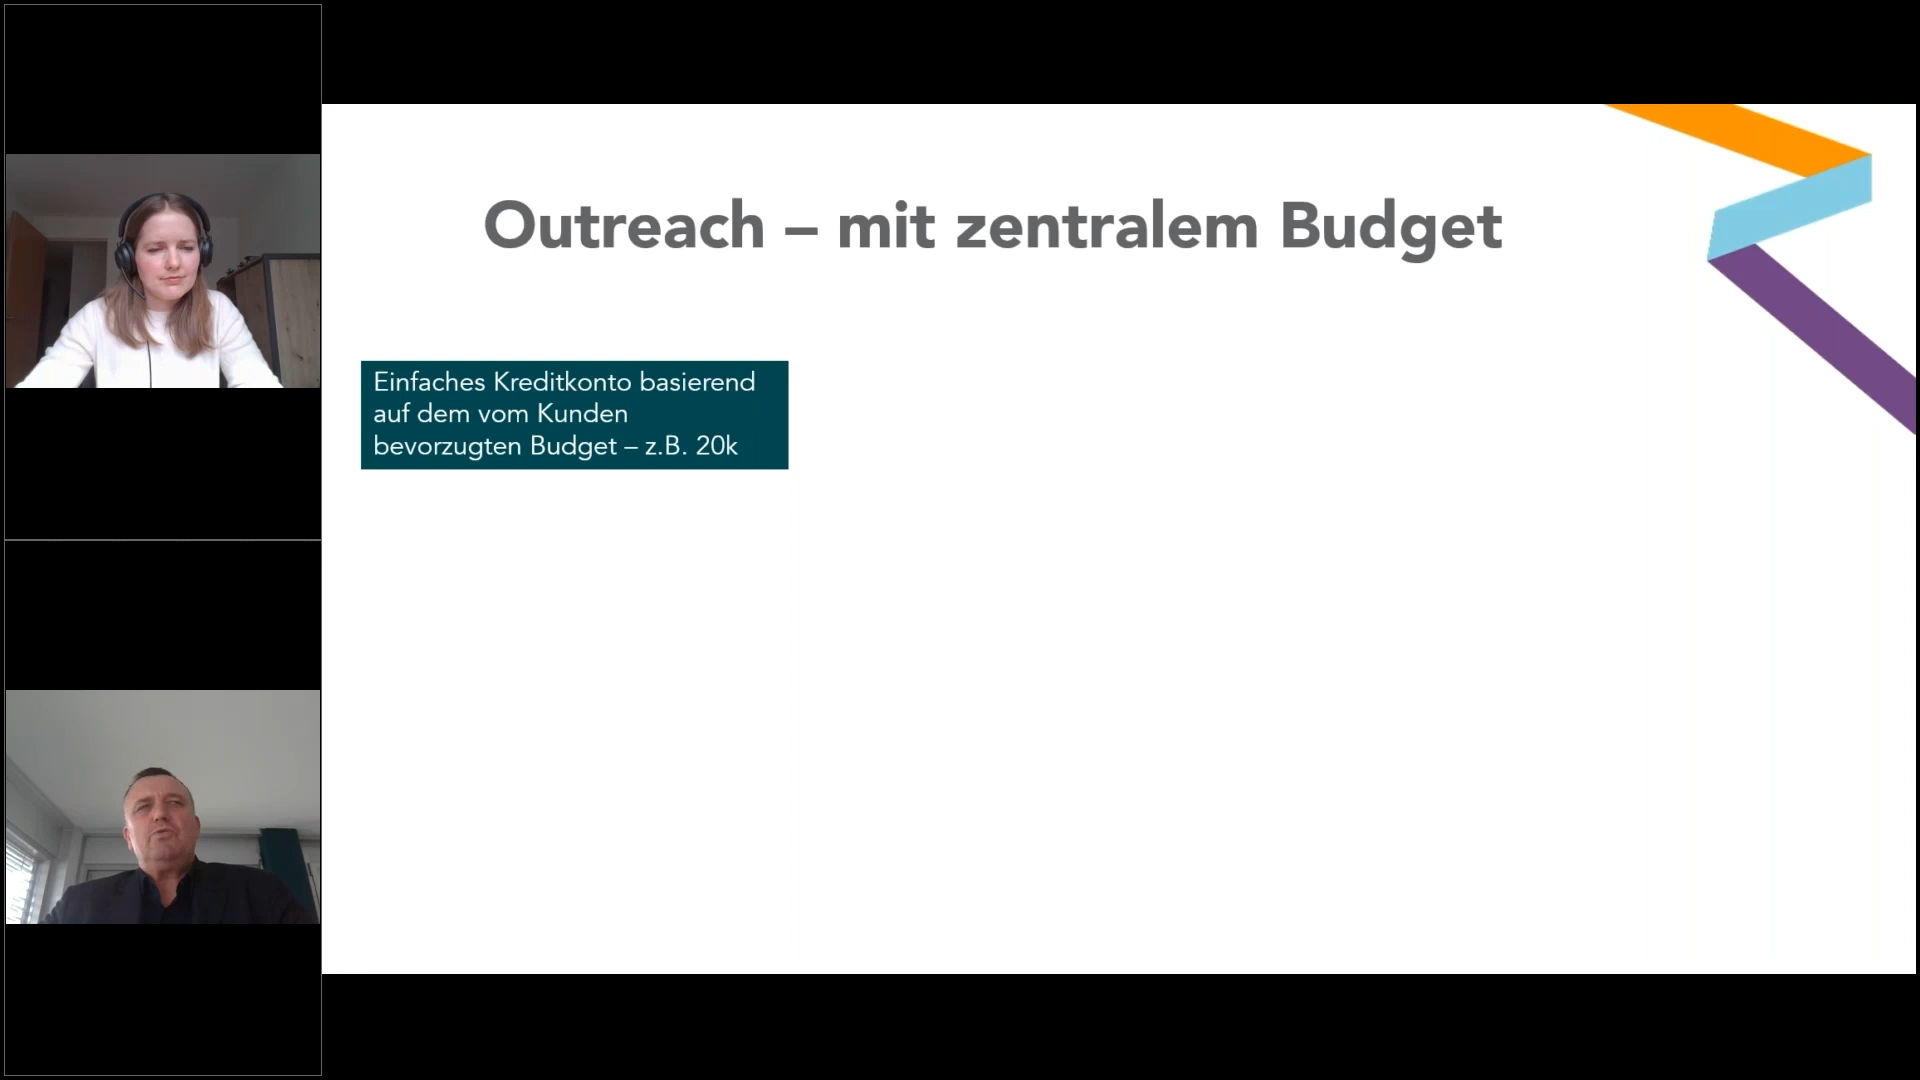 Outreach – mit zentralem Budget
Einfaches Kreditkonto basierend
auf dem vom Kunden
bevorzugten Budget – z.B. 20k